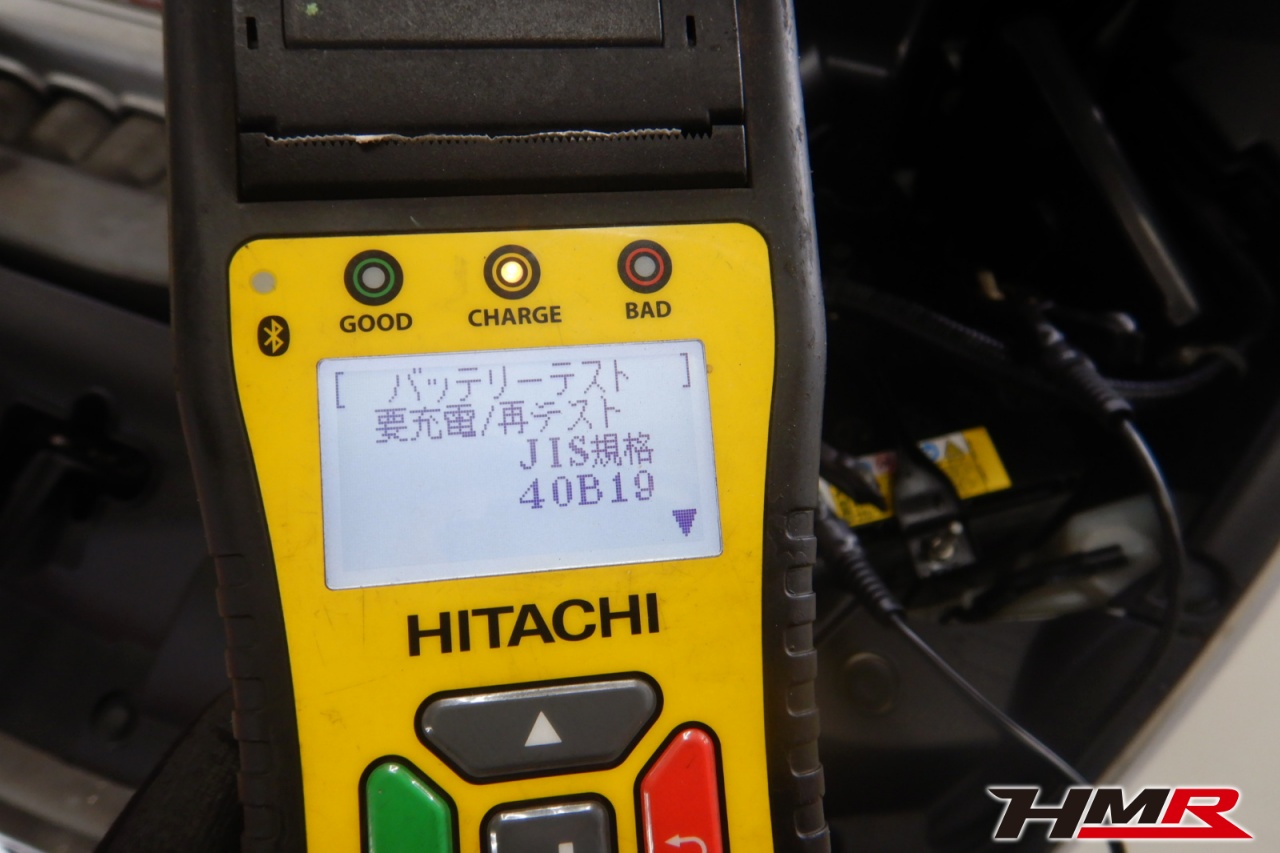 GOOD
CHARGE
BAD
[ バッテリーテスト ]
要充電/再テスト
JIS規格
40B19
HITACHI
HMR